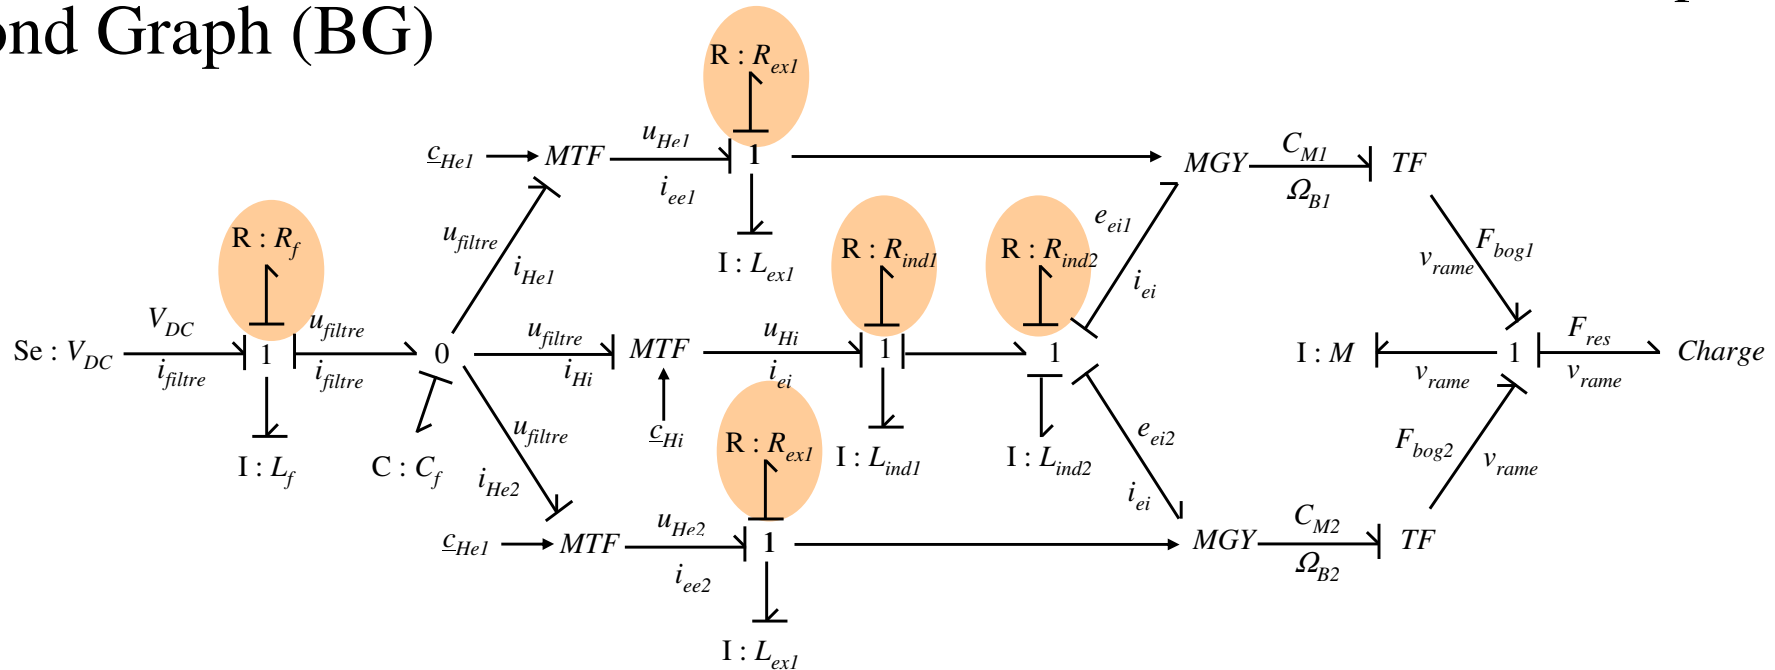 ond Graph (BG)
R : R_ex1
u_He1
c_He1
MTF
1
i_ee1
MGY
C_M1
Ω_B1
TF
I : L_ex1
u_filtre
i_He1
R : R_f
R : R_ind1
R : R_ind2
e_ei1
i_ei
v_rame
F_bog1
Se : V_DC
V_DC
i_filtre
1
u_filtre
i_filtre
0
u_filtre
i_Hi
MTF
u_Hi
i_ei
1
1
I : M
v_rame
1
F_res
v_rame
Charge
I : L_f
C : C_f
u_filtre
i_He2
c_Hi
R : R_ex1
I : L_ind1
I : L_ind2
e_ei2
i_ei
F_bog2
v_rame
c_He1
MTF
u_He2
i_ee2
1
MGY
C_M2
Ω_B2
TF
I : L_ex1